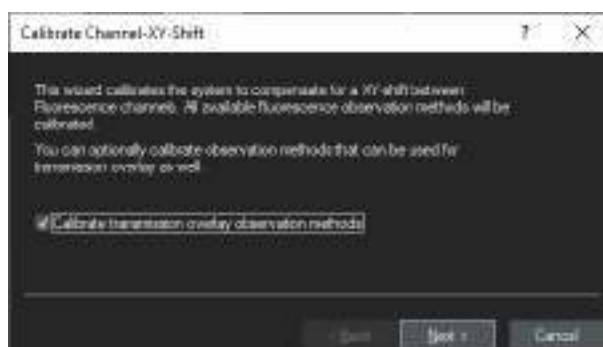 Calibrate Channel-XY-Shift
? ×
This wizard calibrates the system to compensate for a XY-shift between
Fluorescence channels. All available fluorescence observation methods will be
calibrated.
You can optionally calibrate observation methods that can be used for
transmission overlay as well.
Calibrate transmission overlay observation methods
< Back Next > Cancel